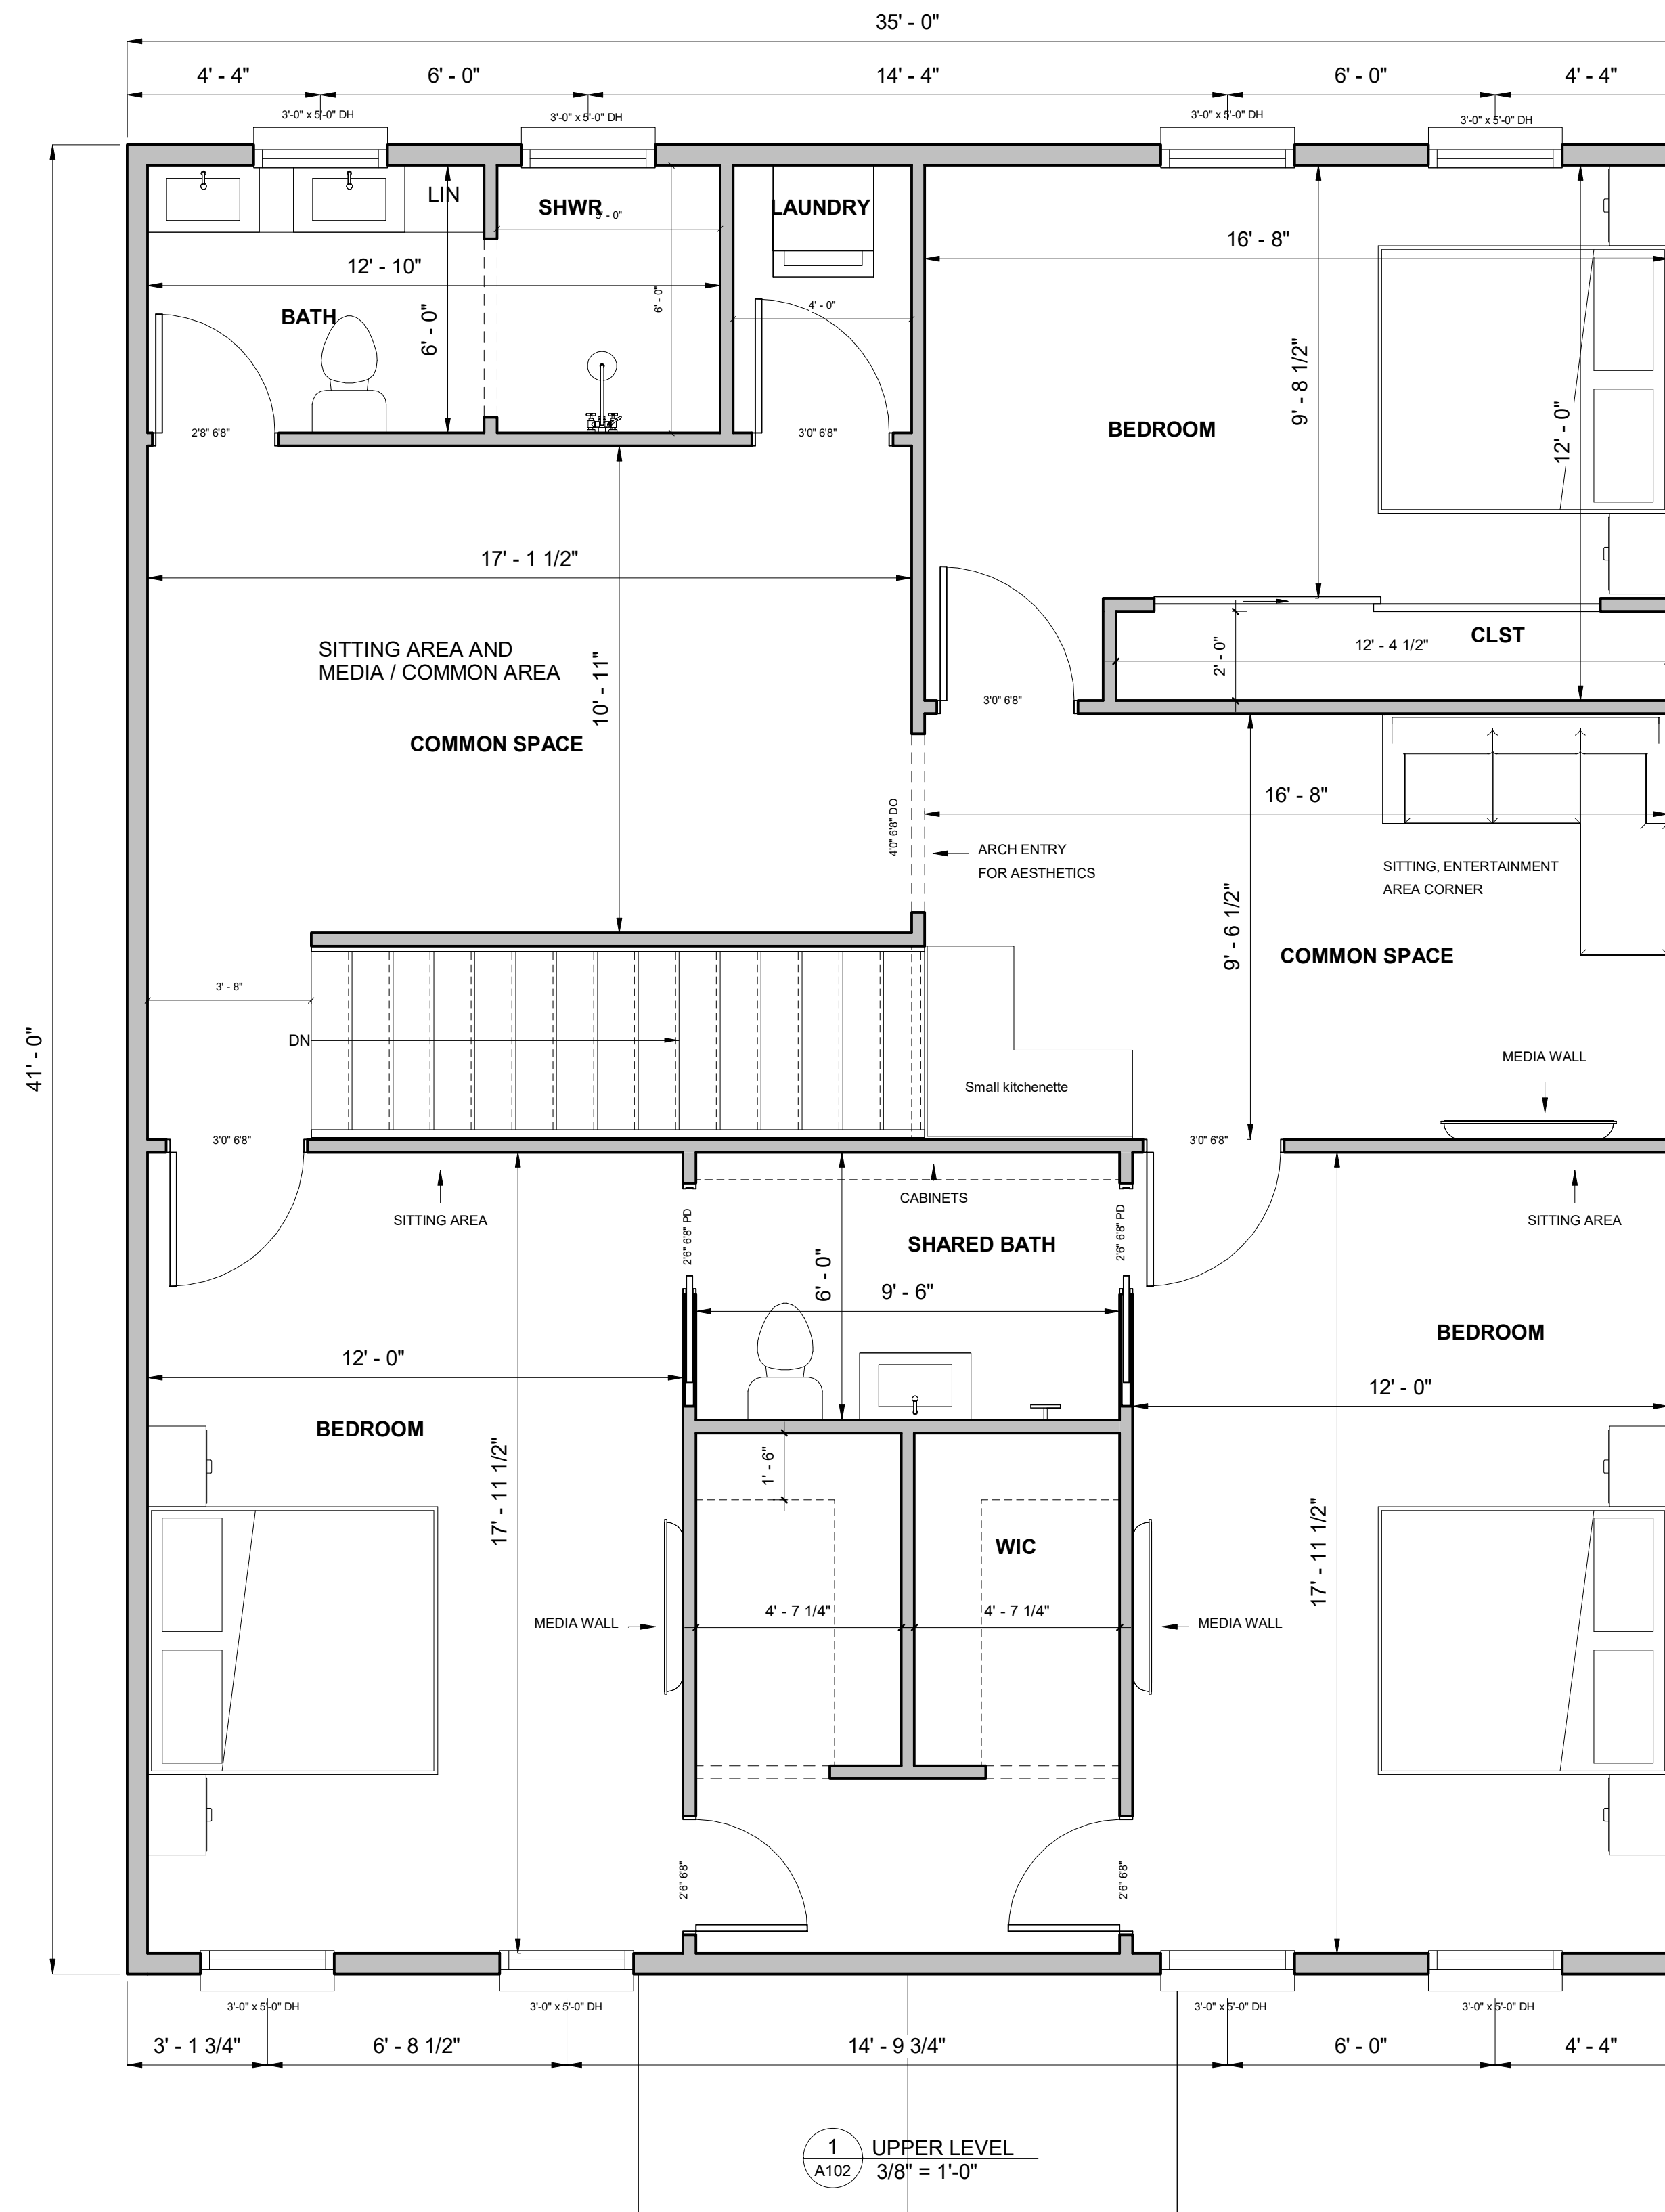 35' - 0"
4' - 4"
6' - 0"
14' - 4"
6' - 0"
4' - 4"
3'-0" x 5'-0" DH
3'-0" x 5'-0" DH
3'-0" x 5'-0" DH
3'-0" x 5'-0" DH
LIN
SHWR
5' - 0"
LAUNDRY
16' - 8"
12' - 10"
6' - 0"
4' - 0"
BATH
6' - 0"
9' - 8 1/2"
12' - 0"
BEDROOM
2'8" 6'8"
3'0" 6'8"
17' - 1 1/2"
SITTING AREA AND
MEDIA / COMMON AREA
10' - 11"
COMMON SPACE
CLST
12' - 4 1/2"
2' - 0"
3'0" 6'8"
16' - 8"
4'0" 6'8" DO
ARCH ENTRY
FOR AESTHETICS
SITTING, ENTERTAINMENT
AREA CORNER
9' - 6 1/2"
COMMON SPACE
3' - 8"
DN
41' - 0"
MEDIA WALL
Small kitchenette
3'0" 6'8"
3'0" 6'8"
CABINETS
SITTING AREA
SITTING AREA
2'6" 6'8" PD
2'6" 6'8" PD
SHARED BATH
6' - 0"
9' - 6"
BEDROOM
12' - 0"
12' - 0"
BEDROOM
1' - 6"
17' - 11 1/2"
17' - 11 1/2"
WIC
4' - 7 1/4"
4' - 7 1/4"
MEDIA WALL
MEDIA WALL
2'6" 6'8"
2'6" 6'8"
3'-0" x 5'-0" DH
3'-0" x 5'-0" DH
3'-0" x 5'-0" DH
3'-0" x 5'-0" DH
3' - 1 3/4"
6' - 8 1/2"
14' - 9 3/4"
6' - 0"
4' - 4"
1
UPPER LEVEL
A102
3/8" = 1'-0"